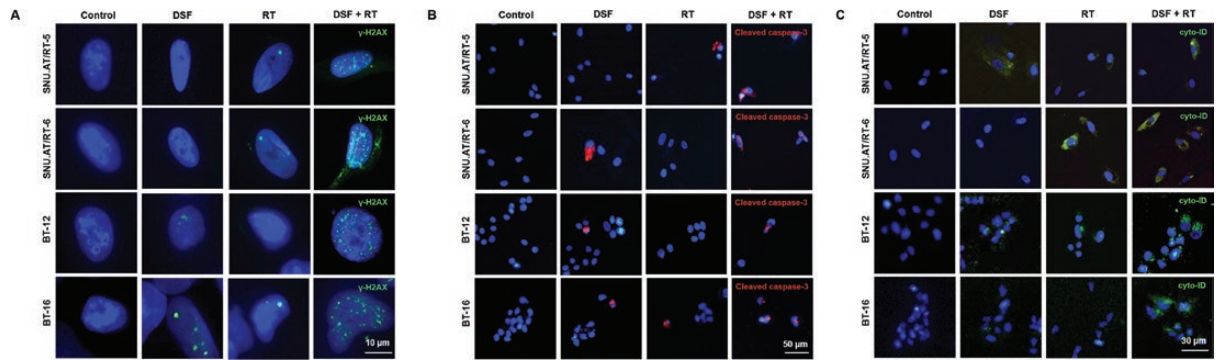 A
Control DSF RT DSF + RT
SNU.AT/RT-5
γ-H2AX
SNU.AT/RT-6
γ-H2AX
BT-12
γ-H2AX
BT-16
γ-H2AX
10 μm
B
Control DSF RT DSF + RT
SNU.AT/RT-5
Cleaved caspase-3
SNU.AT/RT-6
Cleaved caspase-3
BT-12
Cleaved caspase-3
BT-16
Cleaved caspase-3
50 μm
C
Control DSF RT DSF + RT
SNU.AT/RT-5
cyto-ID
SNU.AT/RT-6
cyto-ID
BT-12
cyto-ID
BT-16
cyto-ID
30 μm